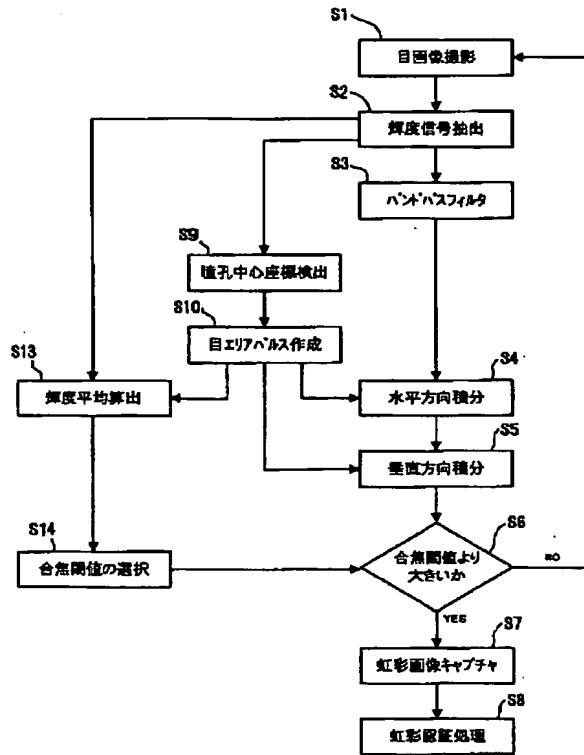 S1
目画像撮影
S2
輝度信号抽出
S3
バンドパスフィルタ
S9
瞳孔中心座標検出
S10
目エリアパルス作成
S13
輝度平均算出
S4
水平方向積分
S5
垂直方向積分
S14
合焦閾値の選択
S6
合焦閾値より
大きいか
NO
YES
S7
虹彩画像キャプチャ
S8
虹彩認証処理